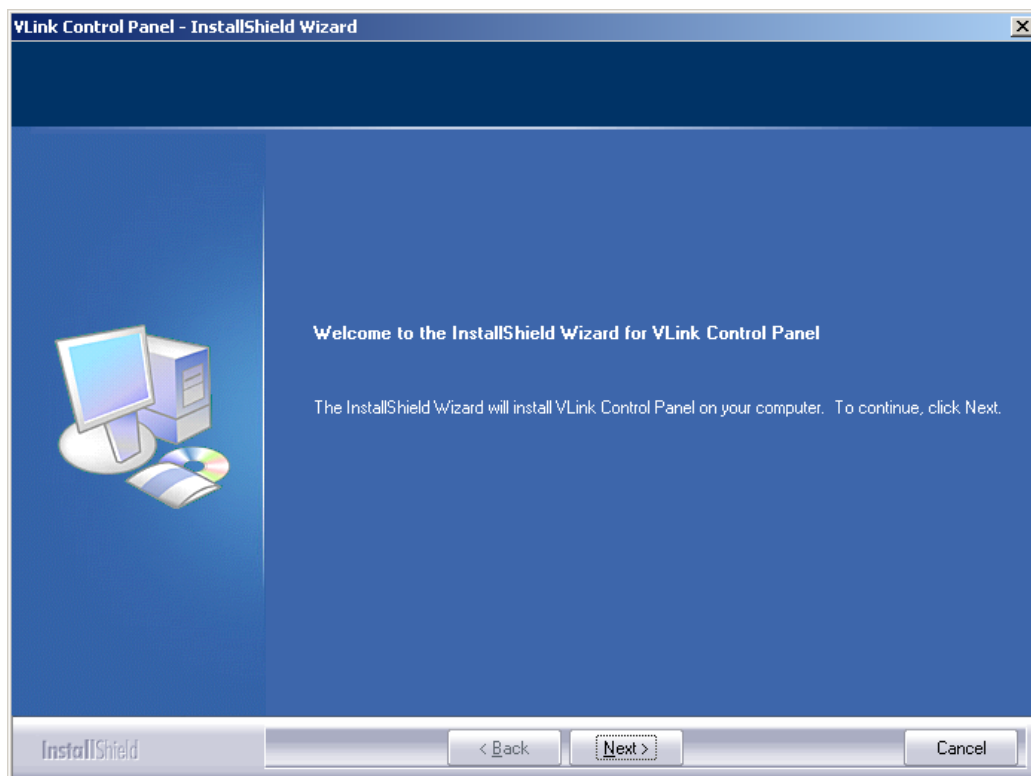 VLink Control Panel - InstallShield Wizard
Welcome to the InstallShield Wizard for VLink Control Panel
The InstallShield Wizard will install VLink Control Panel on your computer.  To continue, click Next.
InstallShield
< Back
Next >
Cancel